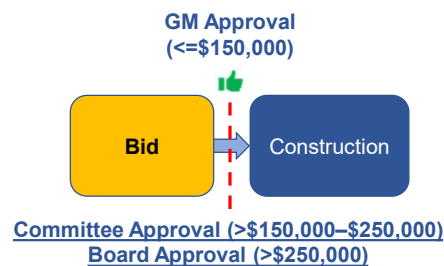 GM Approval
(<=$150,000)
Bid
Construction
Committee Approval (>$150,000–$250,000)
Board Approval (>$250,000)